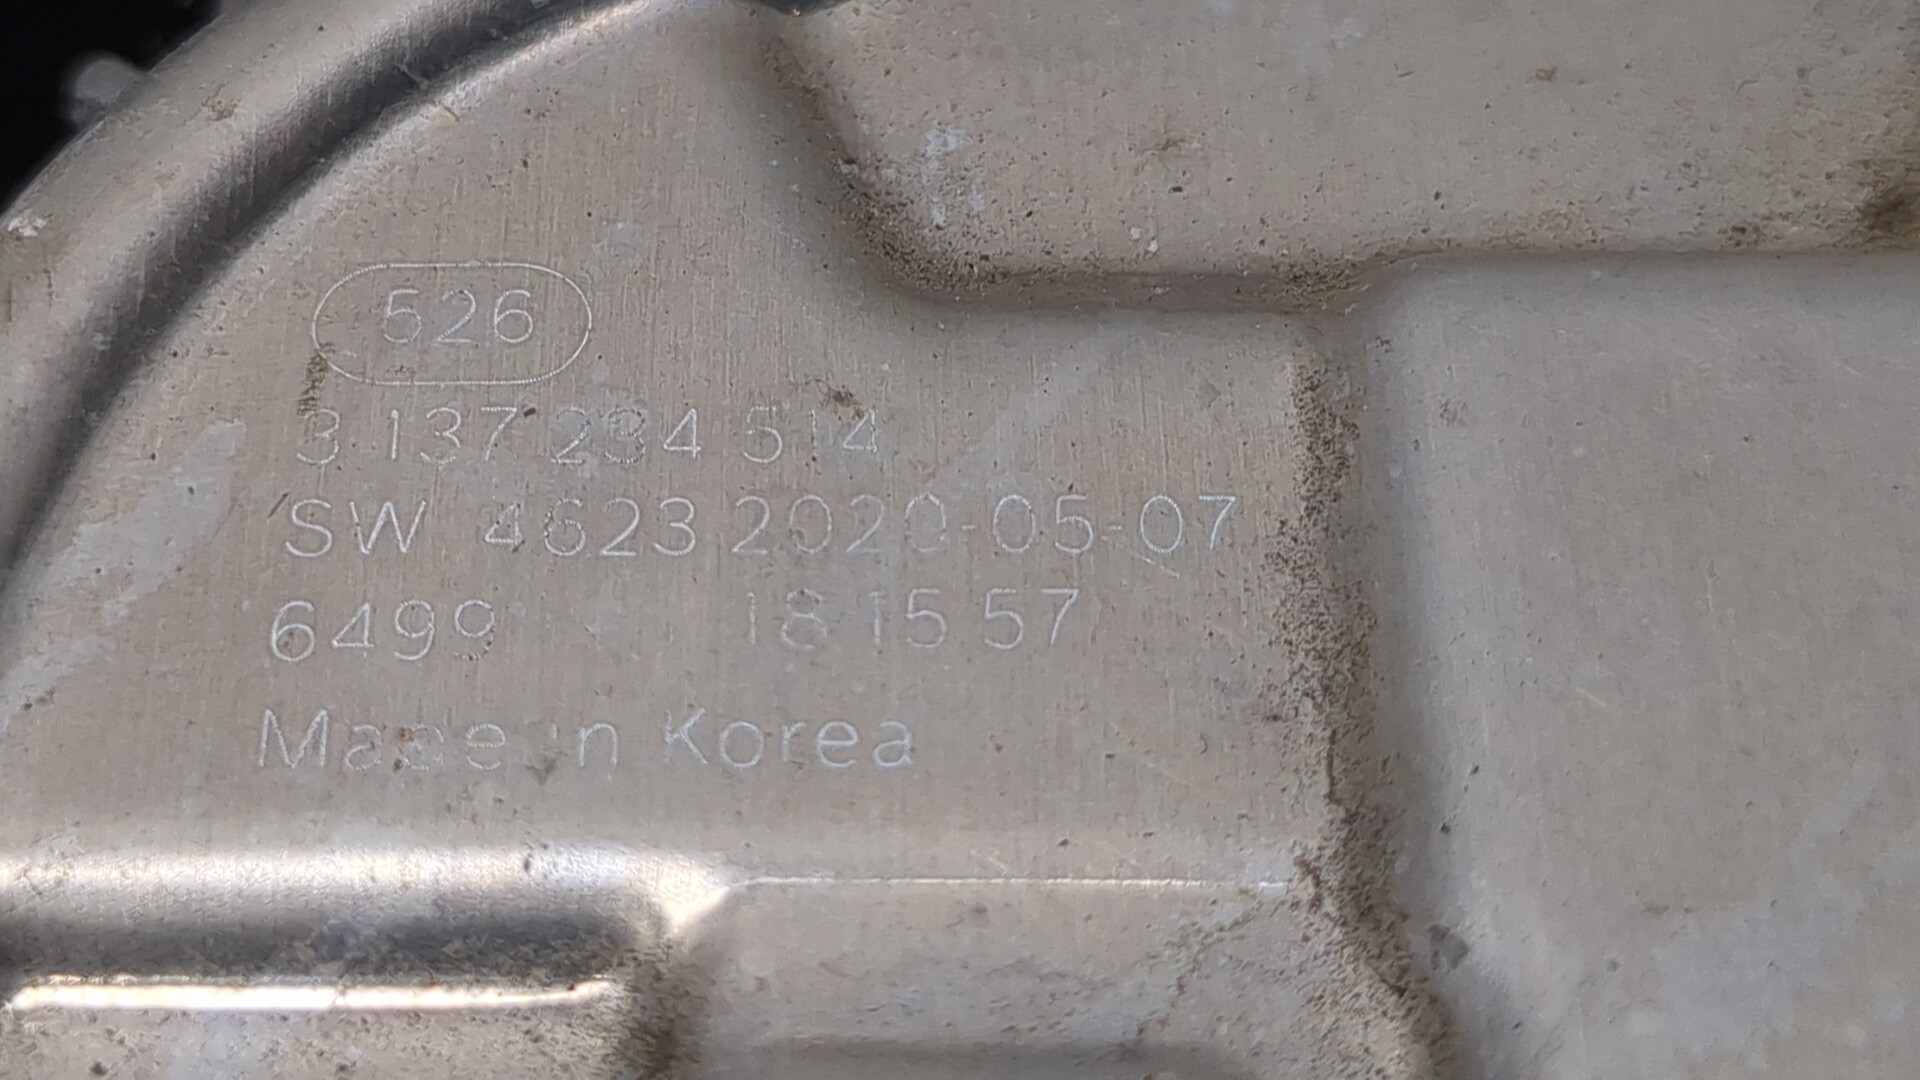 526
3 137 234 514
SW 4623 2020-05-07
6499 18 15 57
Made in Korea